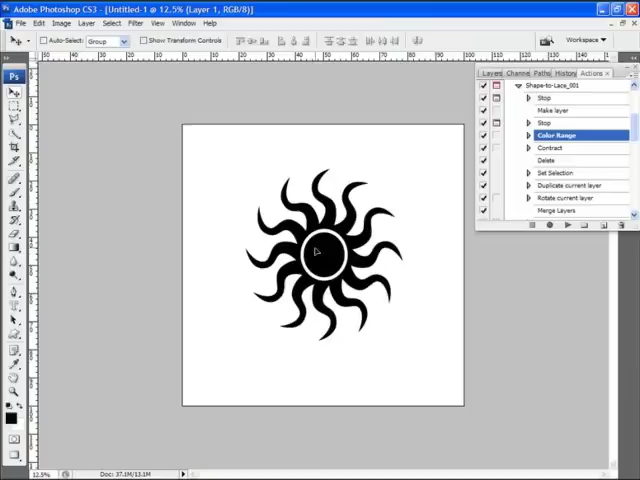 Adobe Photoshop CS3 - [Untitled-1 @ 12.5% (Layer 1, RGB/8)]
File Edit Image Layer Select Filter View Window Help
Auto-Select: Group Show Transform Controls Workspace
Ps
Layers Channe Paths History Actions
Shape-to-Lace_001
Stop
Make layer
Stop
Color Range
Contract
Delete
Set Selection
Duplicate current layer
Rotate current layer
Merge Layers
12.5% Doc: 37.1M/13.1M